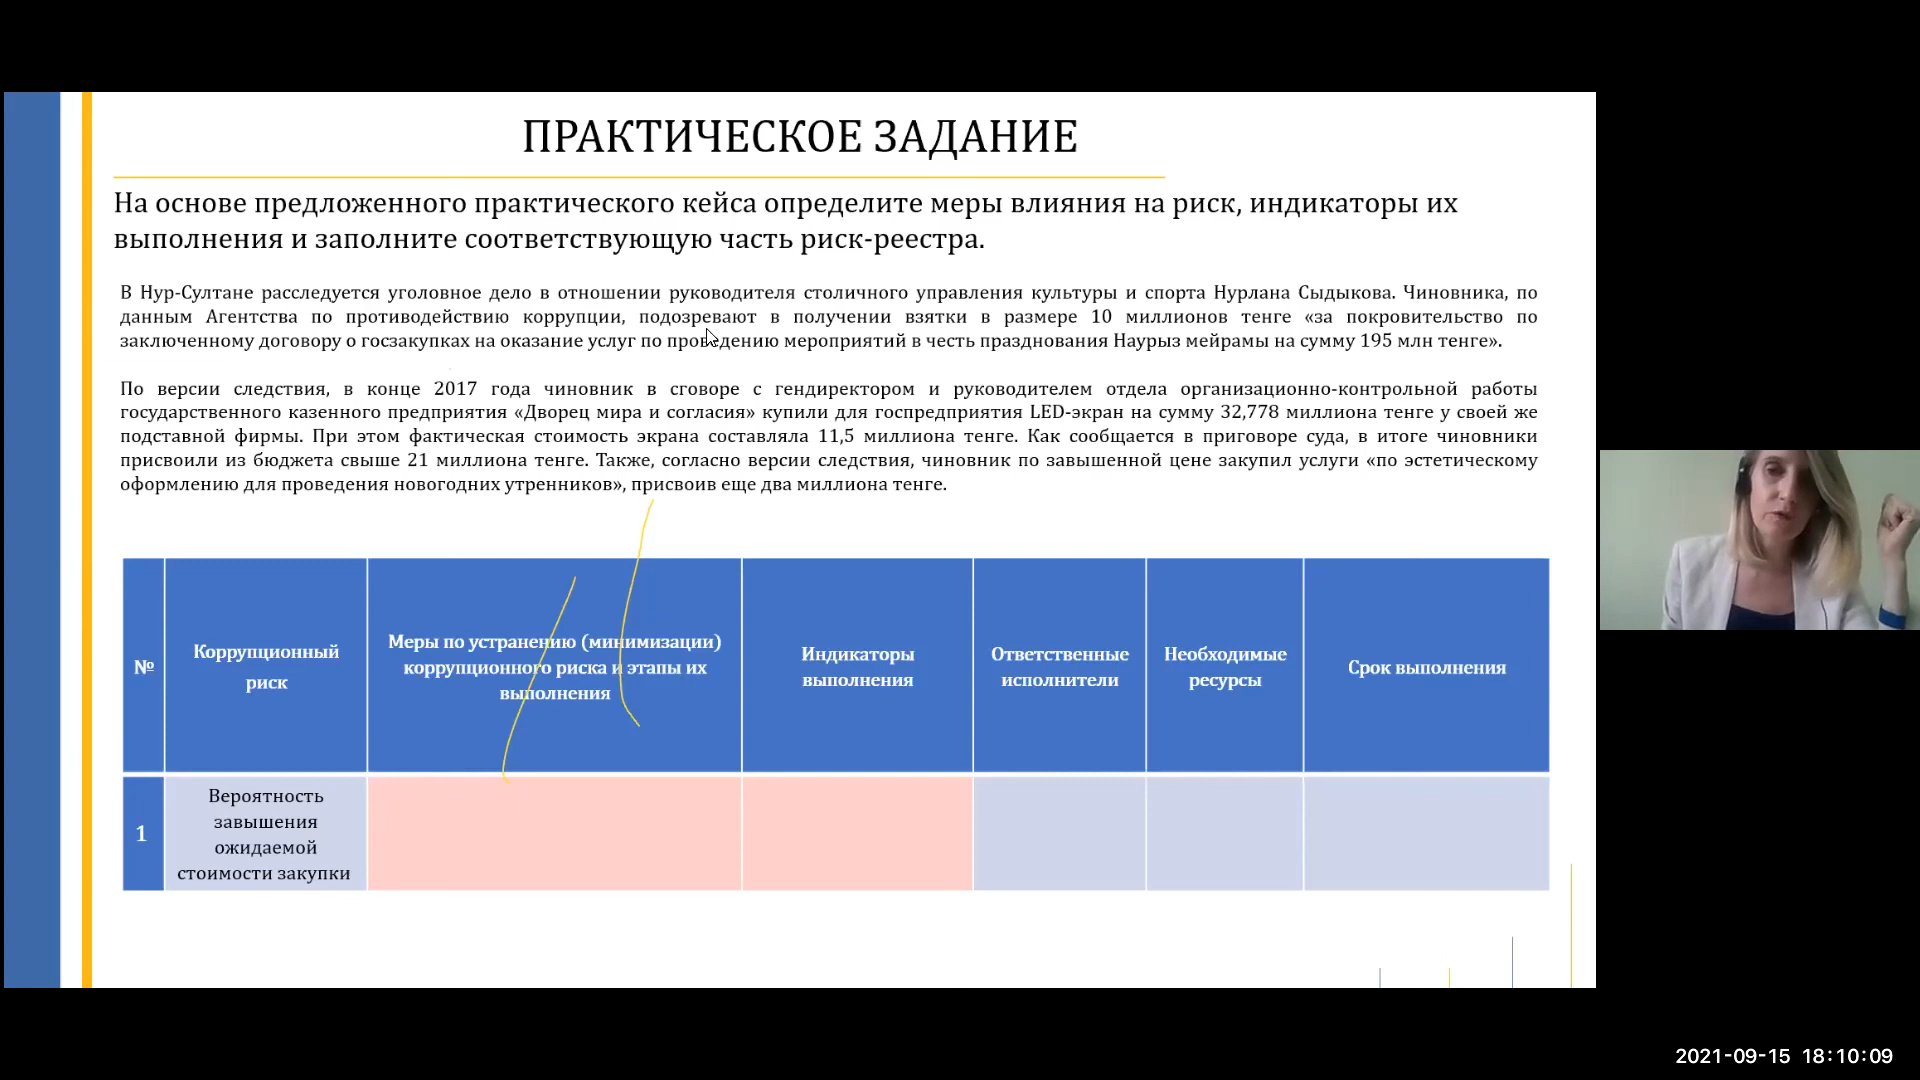 ПРАКТИЧЕСКОЕ ЗАДАНИЕ
На основе предложенного практического кейса определите меры влияния на риск, индикаторы их
выполнения и заполните соответствующую часть риск-реестра.
В Нур-Султане расследуется уголовное дело в отношении руководителя столичного управления культуры и спорта Нурлана Сыдыкова. Чиновника, по
данным Агентства по противодействию коррупции, подозревают в получении взятки в размере 10 миллионов тенге «за покровительство по
заключенному договору о госзакупках на оказание услуг по проведению мероприятий в честь празднования Наурыз мейрамы на сумму 195 млн тенге».
По версии следствия, в конце 2017 года чиновник в сговоре с гендиректором и руководителем отдела организационно-контрольной работы
государственного казенного предприятия «Дворец мира и согласия» купили для госпредприятия LED-экран на сумму 32,778 миллиона тенге у своей же
подставной фирмы. При этом фактическая стоимость экрана составляла 11,5 миллиона тенге. Как сообщается в приговоре суда, в итоге чиновники
присвоили из бюджета свыше 21 миллиона тенге. Также, согласно версии следствия, чиновник по завышенной цене закупил услуги «по эстетическому
оформлению для проведения новогодних утренников», присвоив еще два миллиона тенге.
№
Коррупционный
риск
Меры по устранению (минимизации)
коррупционного риска и этапы их
выполнения
Индикаторы
выполнения
Ответственные
исполнители
Необходимые
ресурсы
Срок выполнения
1
Вероятность
завышения
ожидаемой
стоимости закупки
2021-09-15 18:10:09